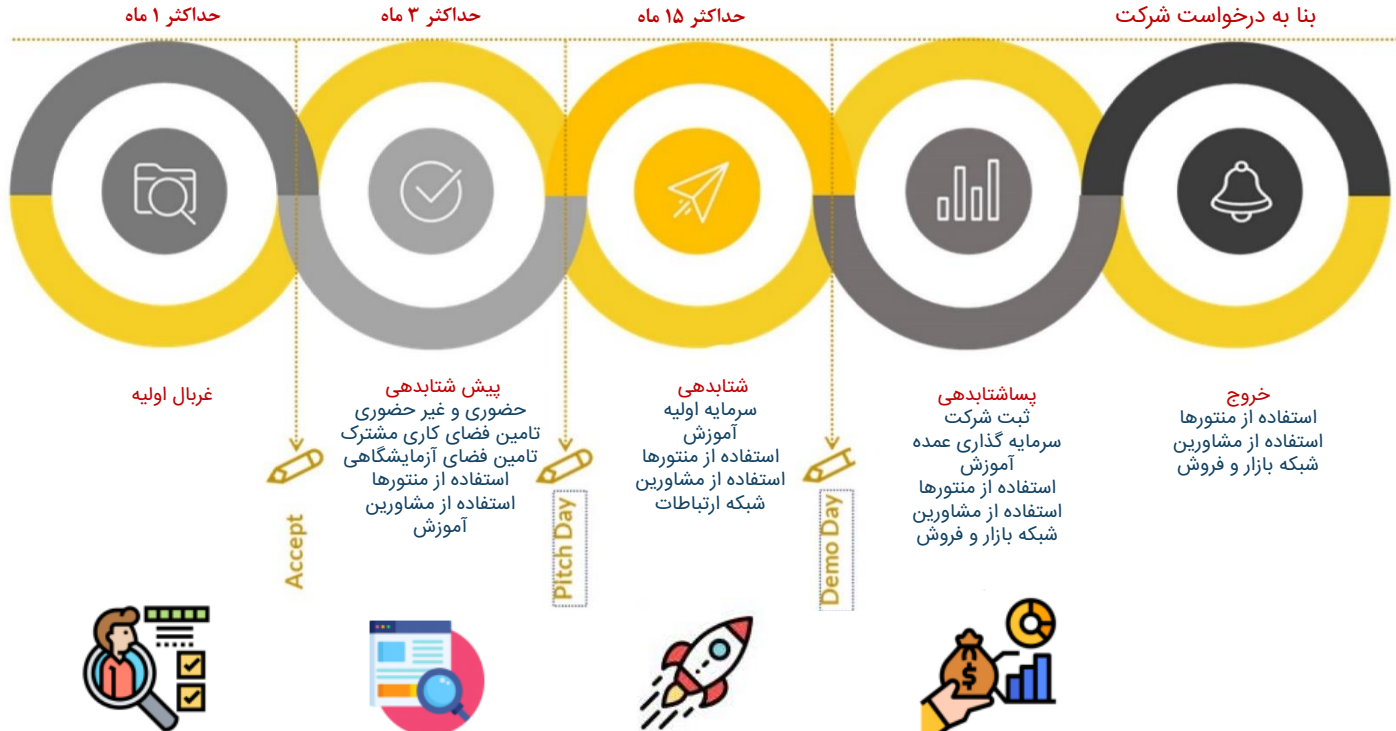 حداکثر ۱ ماه
حداکثر ۳ ماه
حداکثر ۱۵ ماه
بنا به درخواست شرکت
غربال اولیه
Accept
پیش شتابدهی
حضوری و غیر حضوری
تامین فضای کاری مشترک
تامین فضای آزمایشگاهی
استفاده از منتورها
استفاده از مشاورین
آموزش
Pitch Day
شتابدهی
سرمایه اولیه
آموزش
استفاده از منتورها
استفاده از مشاورین
شبکه ارتباطات
Demo Day
پساشتابدهی
ثبت شرکت
سرمایه گذاری عمده
آموزش
استفاده از منتورها
استفاده از مشاورین
شبکه بازار و فروش
خروج
استفاده از منتورها
استفاده از مشاورین
شبکه بازار و فروش
$